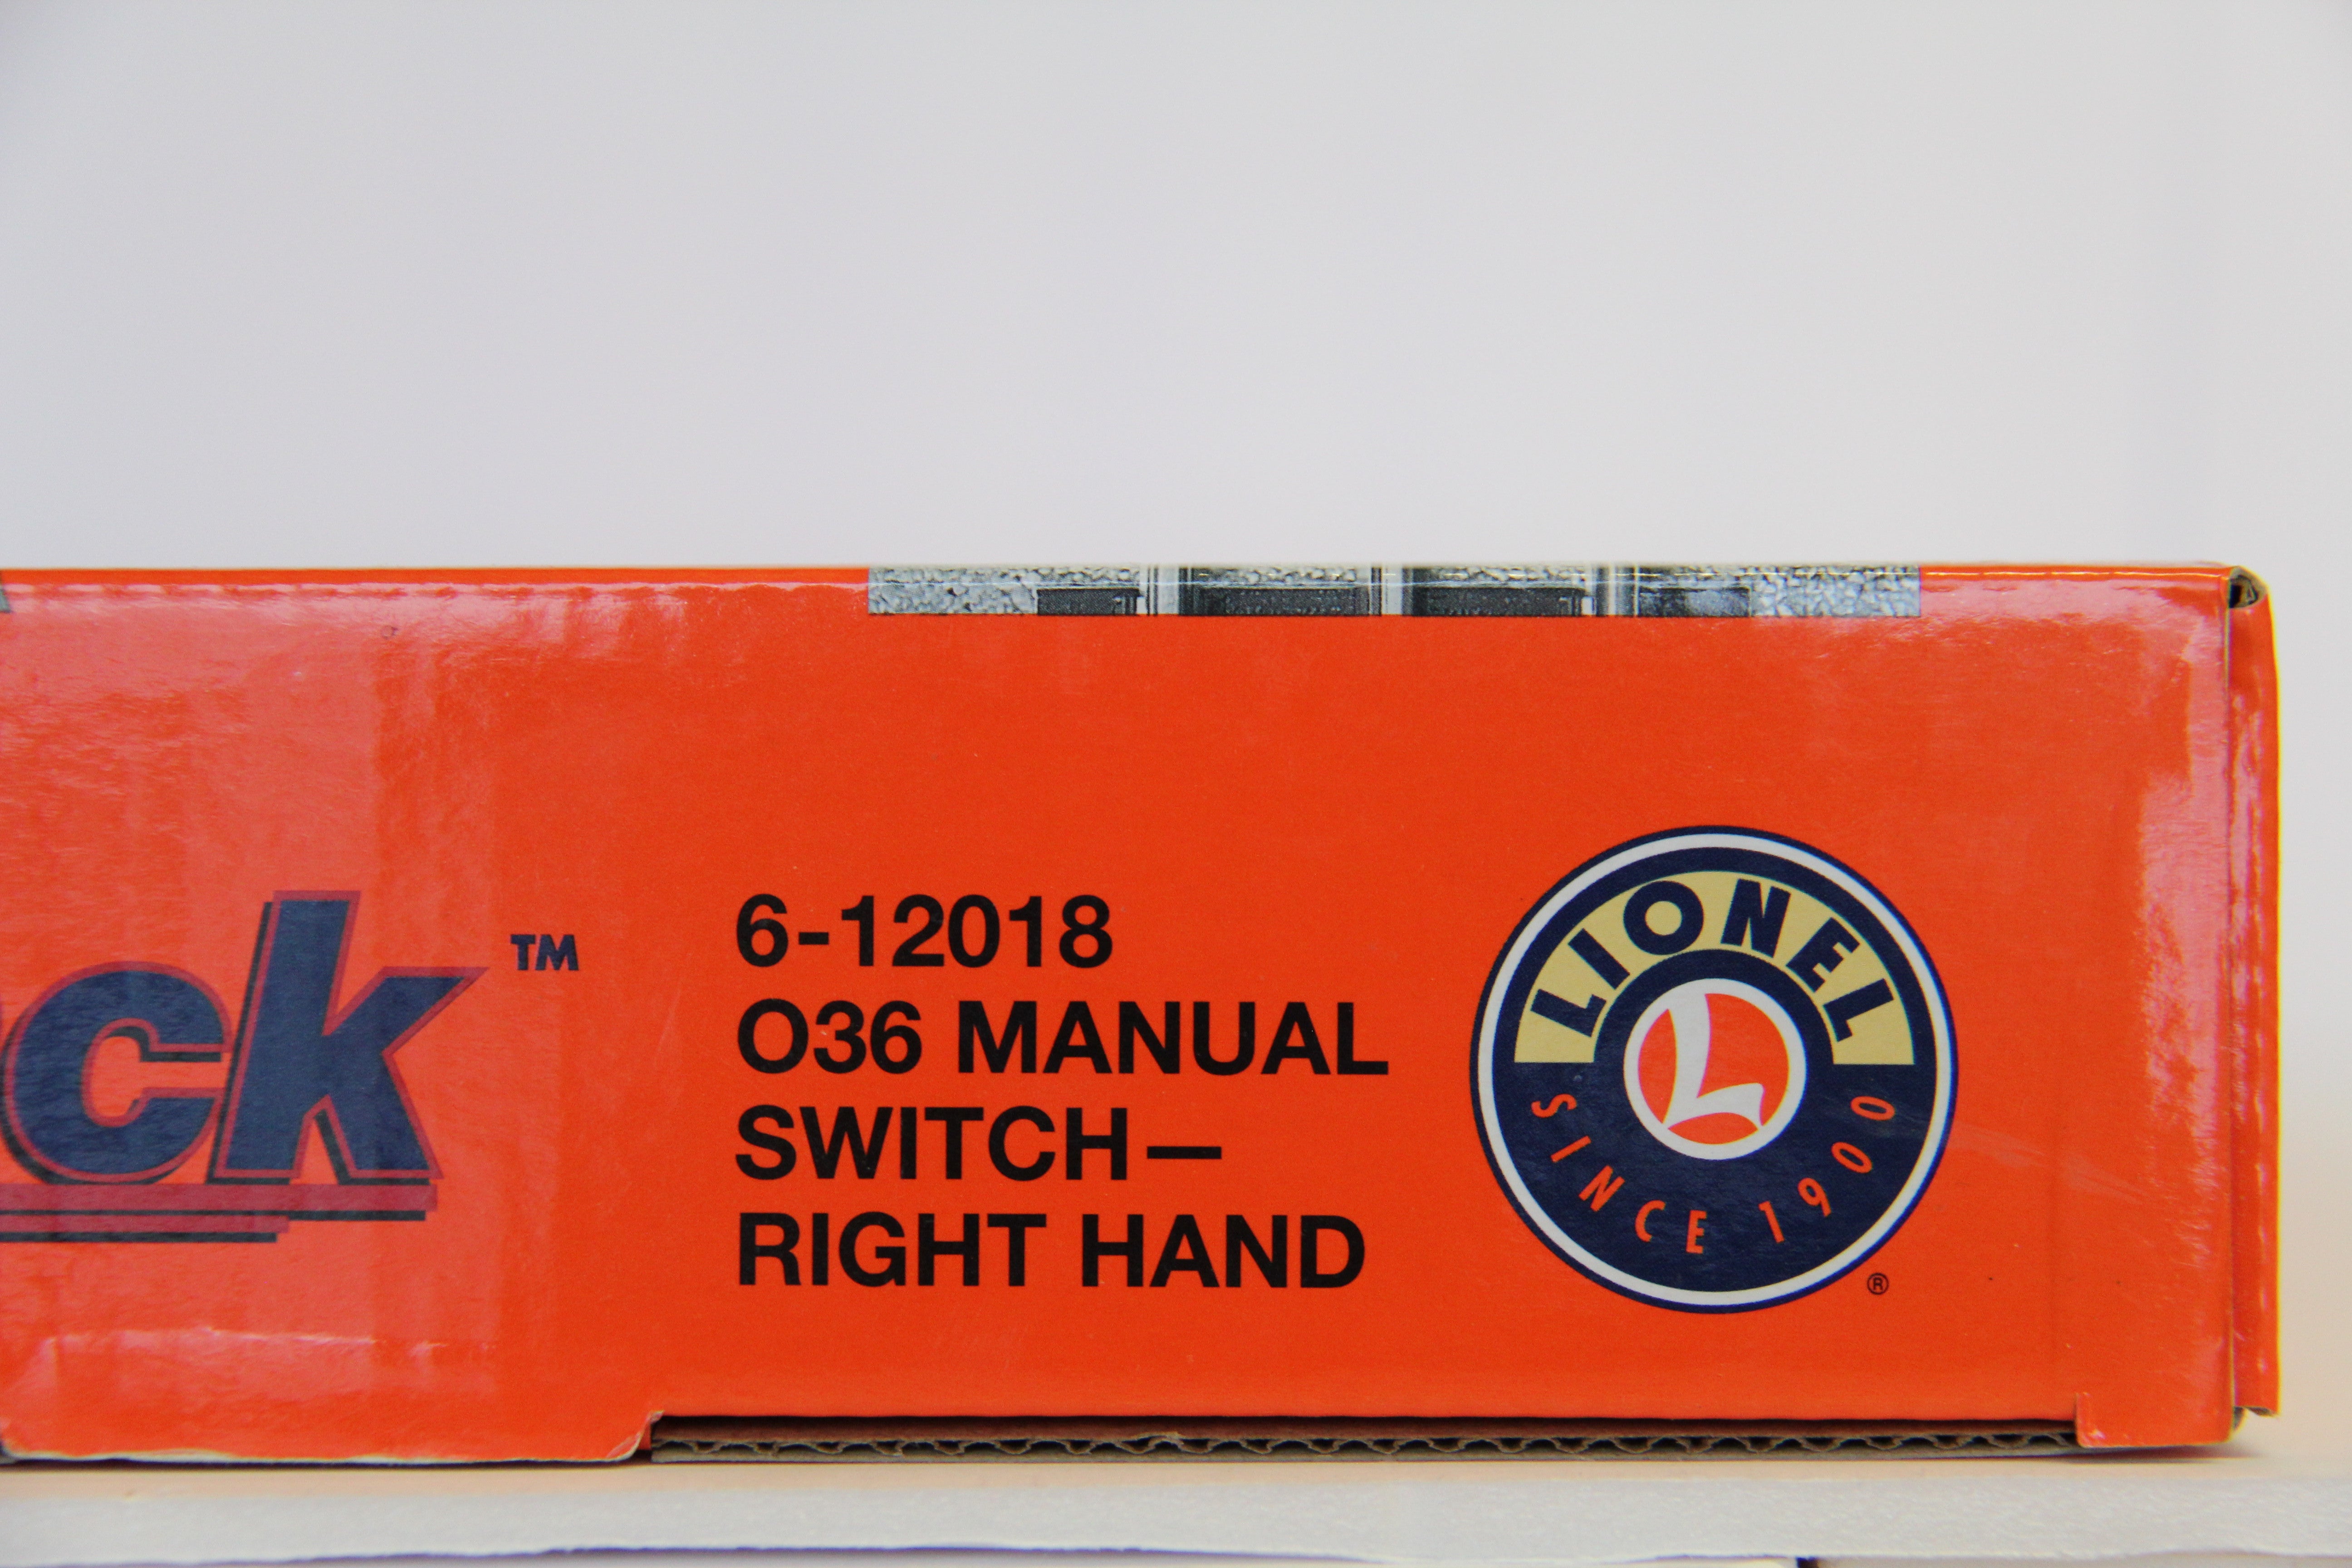 ck™
6-12018
O36 MANUAL
SWITCH—
RIGHT HAND
LIONEL
L
SINCE 1900
®